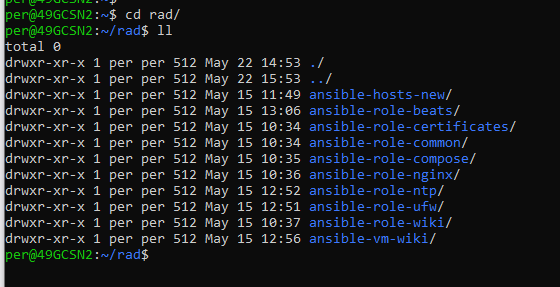 per@49GCSN2:~$
per@49GCSN2:~$ cd rad/
per@49GCSN2:~/rad$ ll
total 0
drwxr-xr-x 1 per per 512 May 22 14:53 ./
drwxr-xr-x 1 per per 512 May 22 15:53 ../
drwxr-xr-x 1 per per 512 May 15 11:49 ansible-hosts-new/
drwxr-xr-x 1 per per 512 May 15 13:06 ansible-role-beats/
drwxr-xr-x 1 per per 512 May 15 10:34 ansible-role-certificates/
drwxr-xr-x 1 per per 512 May 15 10:34 ansible-role-common/
drwxr-xr-x 1 per per 512 May 15 10:35 ansible-role-compose/
drwxr-xr-x 1 per per 512 May 15 10:36 ansible-role-nginx/
drwxr-xr-x 1 per per 512 May 15 12:52 ansible-role-ntp/
drwxr-xr-x 1 per per 512 May 15 12:51 ansible-role-ufw/
drwxr-xr-x 1 per per 512 May 15 10:37 ansible-role-wiki/
drwxr-xr-x 1 per per 512 May 15 12:56 ansible-vm-wiki/
per@49GCSN2:~/rad$